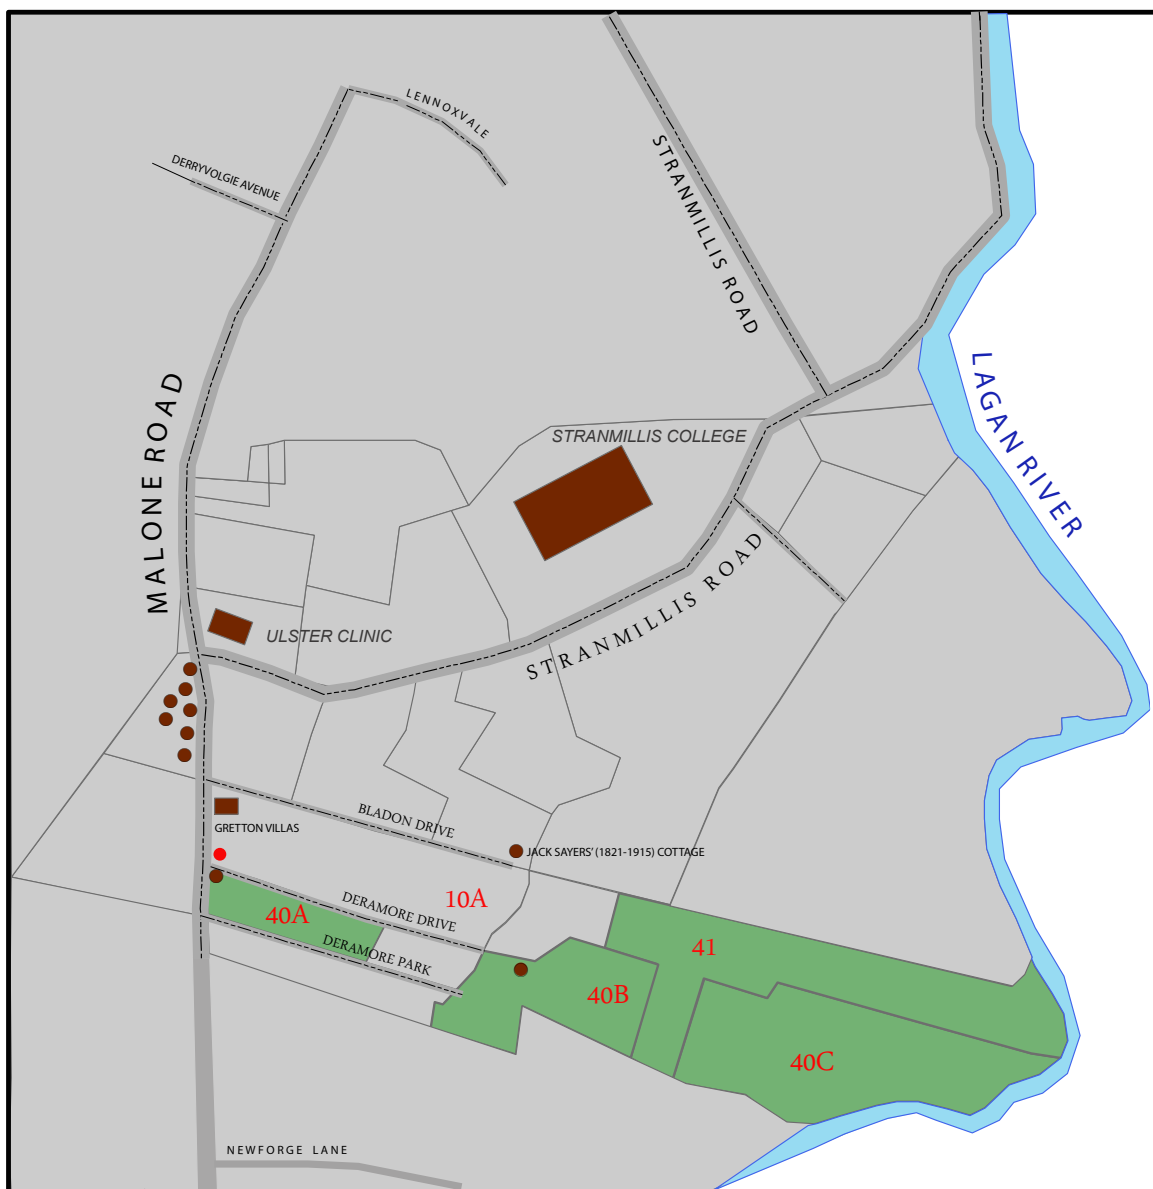 LENNOXVALE
DERRYVOLGIE AVENUE
STRANMILLIS ROAD
LAGAN RIVER
MALONE ROAD
STRANMILLIS COLLEGE
STRANMILLIS ROAD
ULSTER CLINIC
BLADON DRIVE
GRETTON VILLAS
JACK SAYERS' (1821-1915) COTTAGE
DERAMORE DRIVE
10A
40A
DERAMORE PARK
41
40B
40C
NEWFORGE LANE